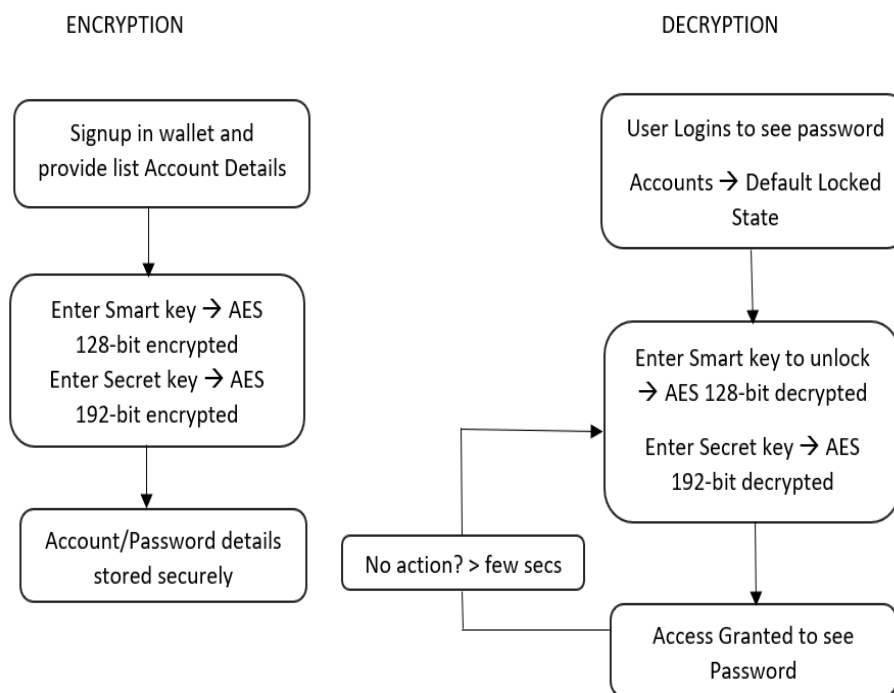 ENCRYPTION
Signup in wallet and
provide list Account Details
Enter Smart key → AES
128-bit encrypted
Enter Secret key → AES
192-bit encrypted
Account/Password details
stored securely
DECRYPTION
User Logins to see password
Accounts → Default Locked
State
Enter Smart key to unlock
→ AES 128-bit decrypted
Enter Secret key → AES
192-bit decrypted
No action? > few secs
Access Granted to see
Password